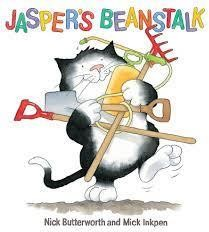 JASPER'S BEANSTALK
Nick Butterworth and Mick Inkpen